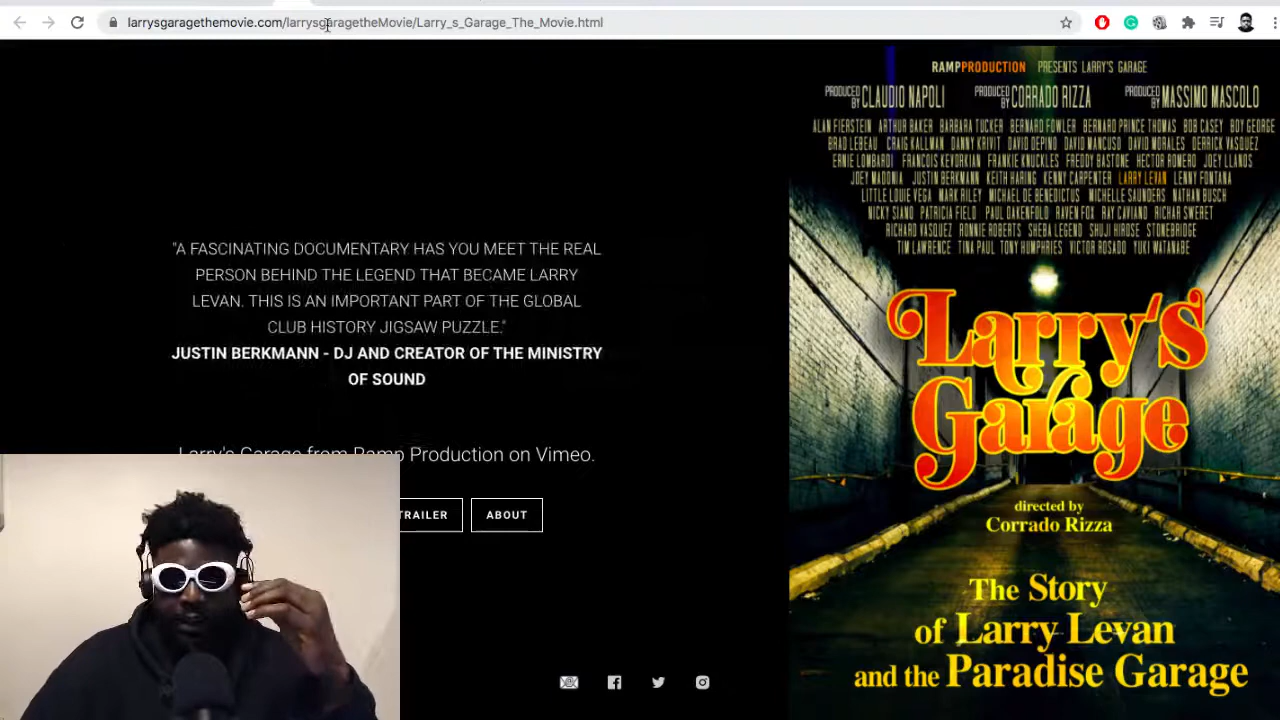 larrysgaragethemovie.com/larrysgaragetheMovie/Larry_s_Garage_The_Movie.html
"A FASCINATING DOCUMENTARY HAS YOU MEET THE REAL
PERSON BEHIND THE LEGEND THAT BECAME LARRY
LEVAN. THIS IS AN IMPORTANT PART OF THE GLOBAL
CLUB HISTORY JIGSAW PUZZLE."
JUSTIN BERKMANN - DJ AND CREATOR OF THE MINISTRY
OF SOUND
Larry's Garage from Ramp Production on Vimeo.
TRAILER
ABOUT
RAMPPRODUCTION PRESENTS LARRY'S GARAGE
PRODUCED BY CLAUDIO NAPOLI PRODUCED BY CORRADO RIZZA PRODUCED BY MASSIMO MASCOLO
ALAN FIERSTEIN ARTHUR BAKER BARBARA TUCKER BERNARD FOWLER BERNARD PRINCE THOMAS BOB CASEY BOY GEORGE
BRAD LEBEAU CRAIG KALLMAN DANNY KRIVIT DAVID DEPINO DAVID MANCUSO DAVID MORALES DERRICK VASQUEZ
ERNIE LOMBARDI FRANCOIS KEVORKIAN FRANKIE KNUCKLES FREDDY BASTONE HECTOR ROMERO JOEY LLANOS
JOEY MADONIA JUSTIN BERKMANN KEITH HARING KENNY CARPENTER LARRY LEVAN LENNY FONTANA
LITTLE LOUIE VEGA MARK RILEY MICHAEL DE BENEDICTUS MICHELLE SAUNDERS NATHAN BUSCH
NICKY SIANO PATRICIA FIELD PAUL OAKENFOLD RAVEN FOX RAY CAVIANO RICHAR SWERET
RICHARD VASQUEZ RONNIE ROBERTS SHEBA LEGEND SHUJI HIROSE STONEBRIDGE
TIM LAWRENCE TINA PAUL TONY HUMPHRIES VICTOR ROSADO YUKI WATANABE
Larry's
Garage
directed by
Corrado Rizza
The Story
of Larry Levan
and the Paradise Garage